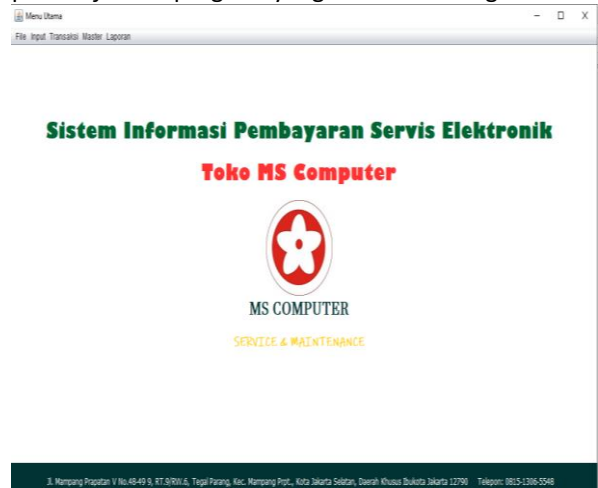 Menu Utama
File Input Transaksi Master Laporan
Sistem Informasi Pembayaran Servis Elektronik
Toko MS Computer
MS COMPUTER
SERVICE & MAINTENANCE
Jl. Mampang Prapatan V No.48-49 9, RT.9/RW.6, Tegal Parang, Kec. Mampang Prpt., Kota Jakarta Selatan, Daerah Khusus Ibukota Jakarta 12790 Telepon: 0815-1306-5548